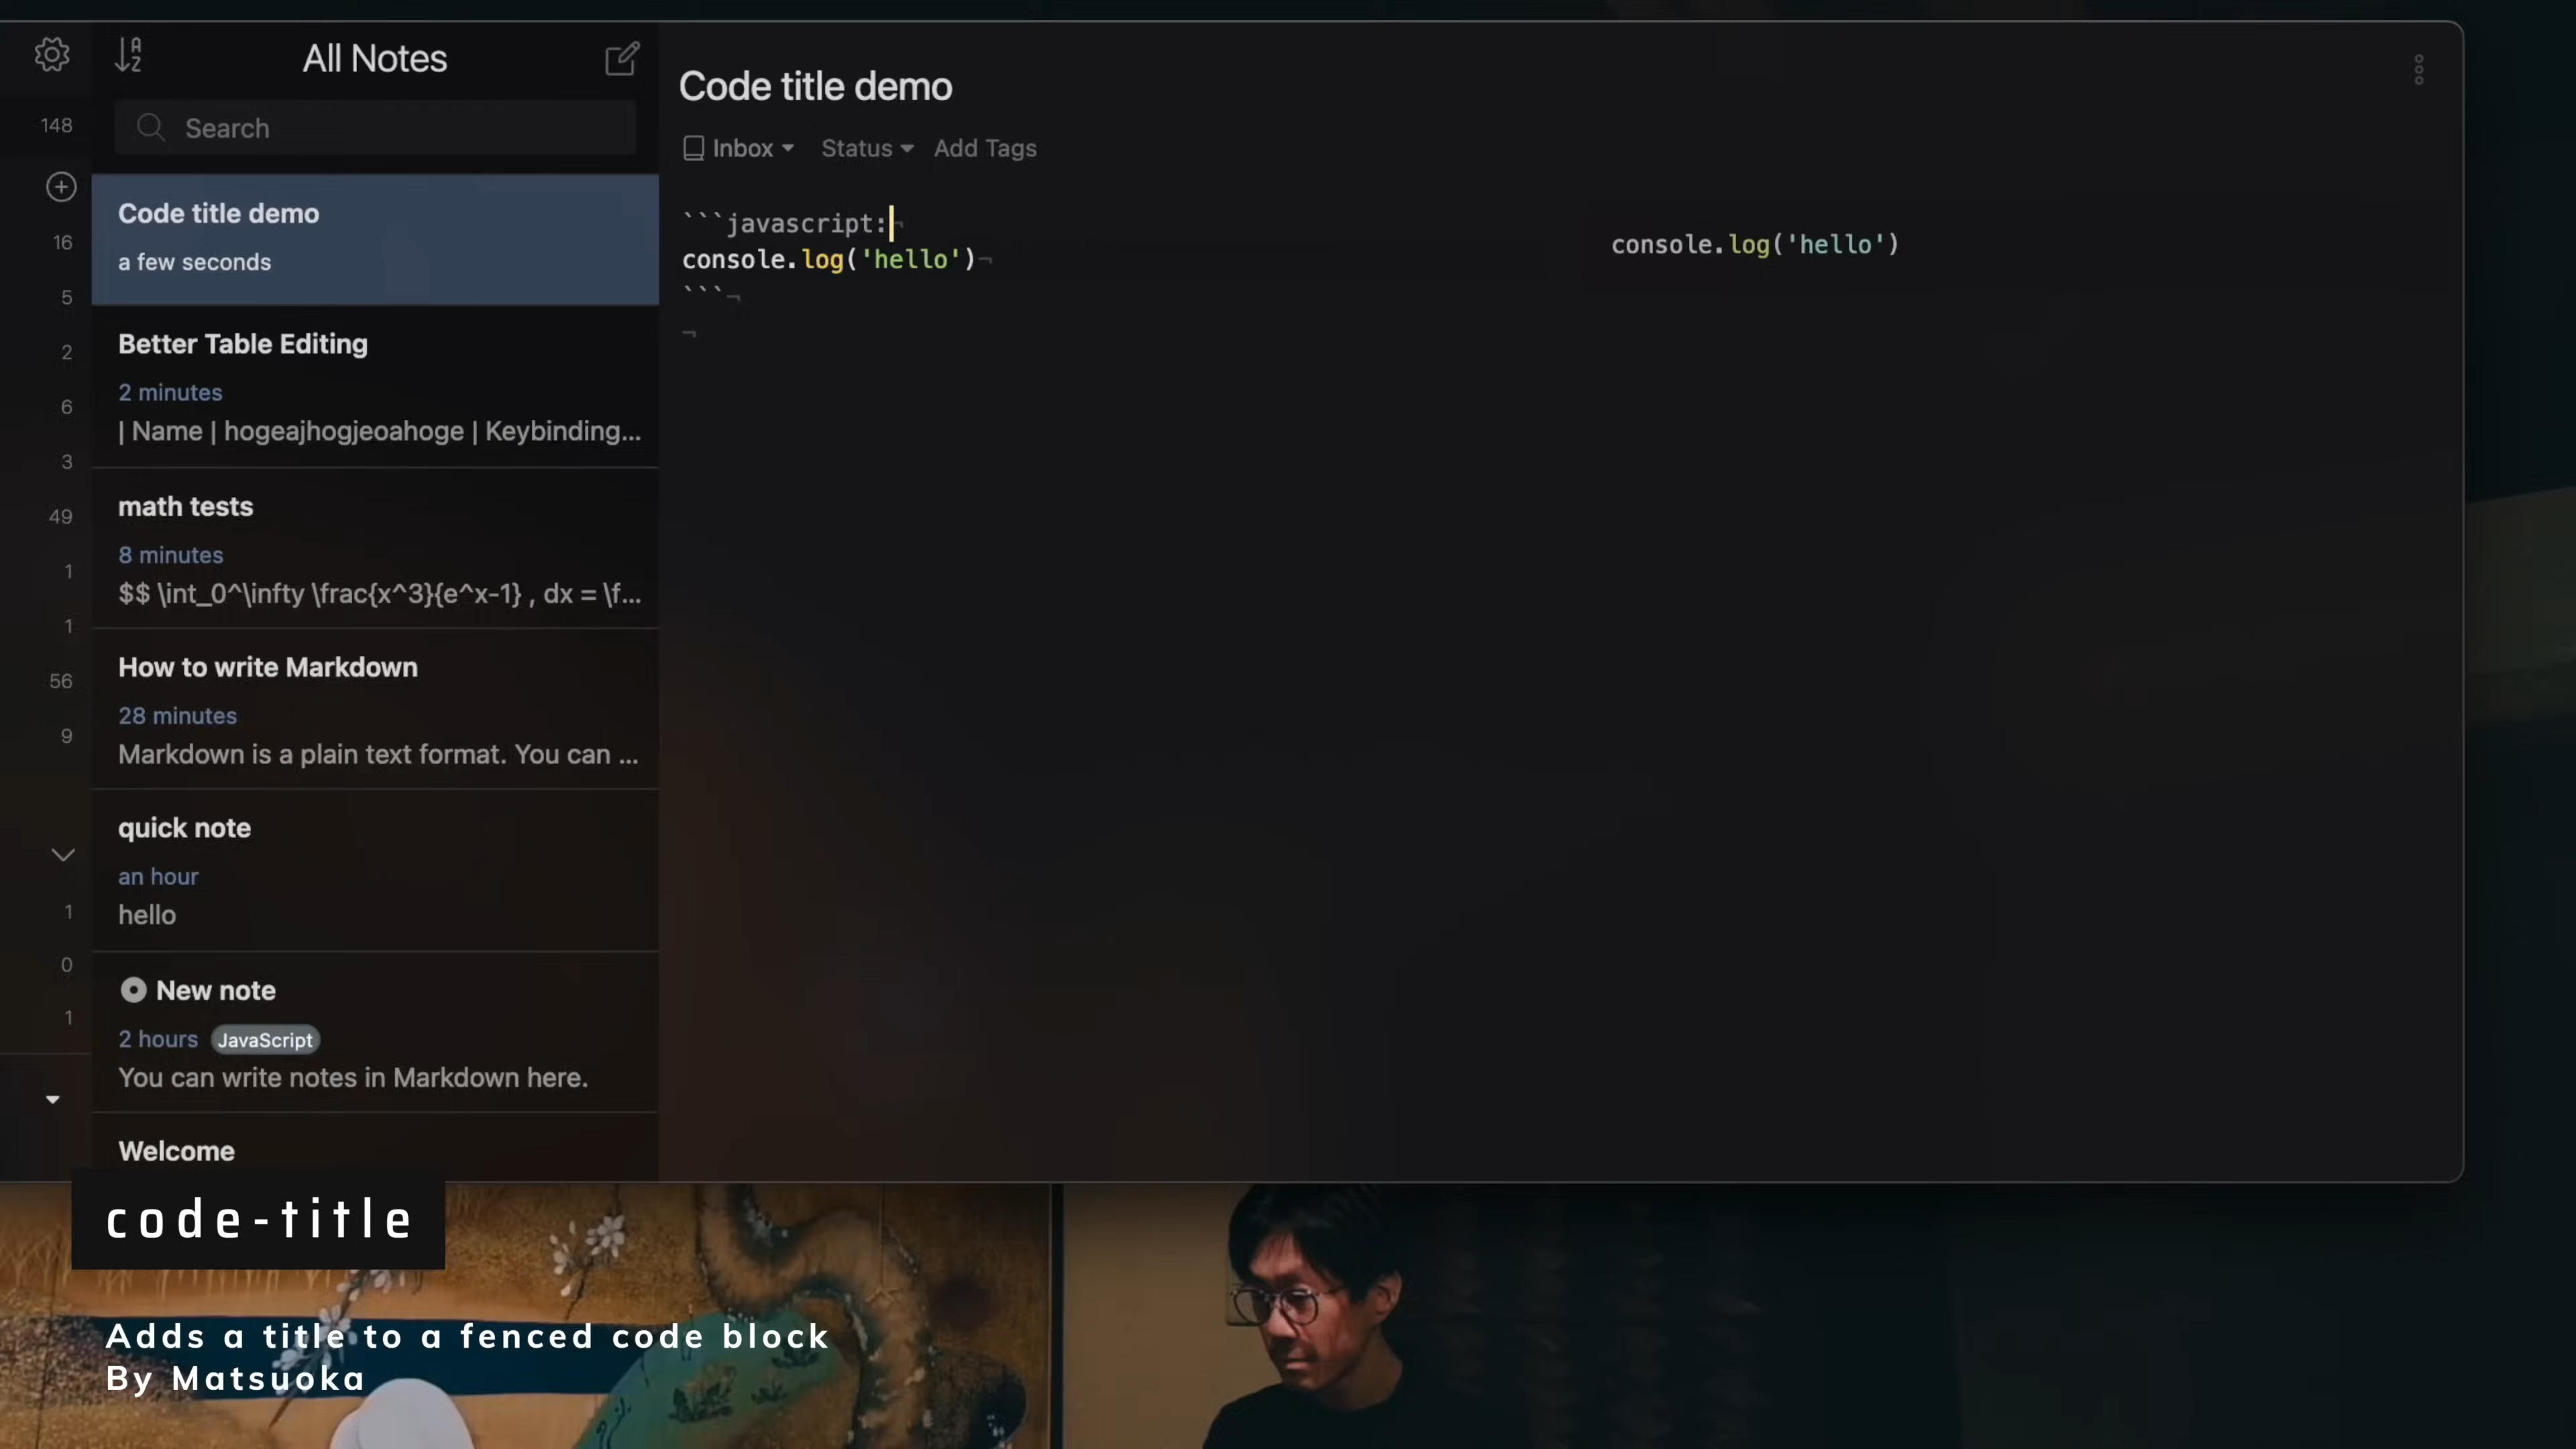 All Notes
Search
148
16
5
2
6
3
49
1
1
56
9
1
0
1
Code title demo
a few seconds
Better Table Editing
2 minutes
| Name | hogeajhogjeoahoge | Keybinding...
math tests
8 minutes
$$ \int_0^\infty \frac{x^3}{e^x-1} , dx = \f...
How to write Markdown
28 minutes
Markdown is a plain text format. You can ...
quick note
an hour
hello
New note
2 hours JavaScript
You can write notes in Markdown here.
Welcome
Code title demo
Inbox Status Add Tags
```javascript:¬
console.log('hello')¬
```¬
¬
console.log('hello')
code-title
Adds a title to a fenced code block
By Matsuoka